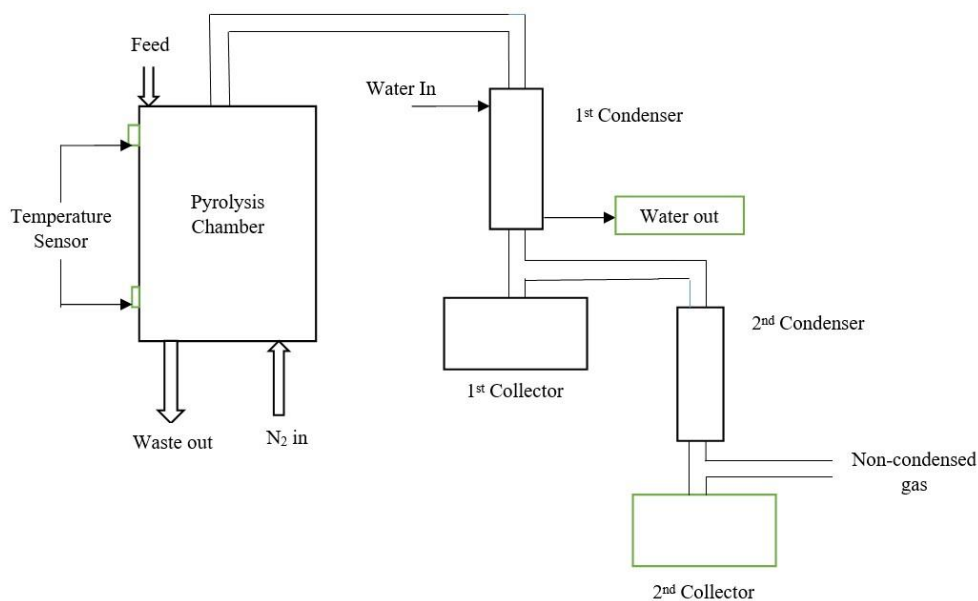 Feed
Water In
1st Condenser
Pyrolysis
Chamber
Temperature
Sensor
Water out
2nd Condenser
1st Collector
Waste out
N2 in
Non-condensed
gas
2nd Collector